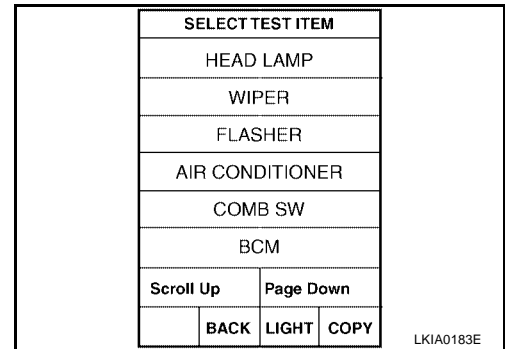 SELECT TEST ITEM
HEAD LAMP
WIPER
FLASHER
AIR CONDITIONER
COMB SW
BCM
Scroll Up Page Down
BACK LIGHT COPY
LKIA0183E